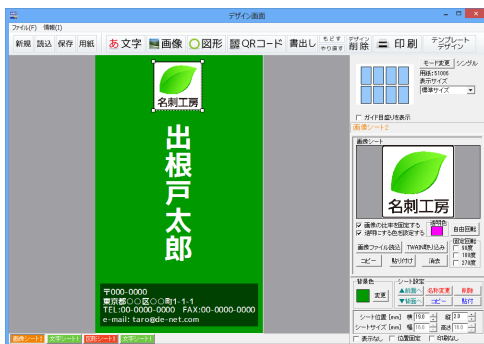 デザイン画面
ファイル(F) 情報(I)
新規 読込 保存 用紙 あ文字 画像 図形 QRコード 書出し もどす やり直す デザイン削除 印刷 テンプレートデザイン
名刺工房
出根戸太郎
〒000-0000
東京都○○区○○町1-1-1
TEL:00-0000-0000 FAX:00-0000-0000
e-mail: taro@de-net.com
モード変更 シングル
用紙:51006
表示サイズ
標準サイズ
ガイド目盛りを表示
画像シート2
画像シート
名刺工房
画像の比率を固定する
透明にする色を設定する
透明色
自由回転
画像ファイル読込 TWAIN取り込み
コピー 貼り付け 消去
固定回転
90度
180度
270度
背景色
変更
シート設定
▲前面へ 名称変更 削除
▼背面へ コピー 貼付
シート位置 [mm] 横 19.0 縦 2.0
シートサイズ [mm] 幅 16.0 高さ 16.0
表示なし 位置固定 印刷なし
画像シート2 文字シート1 図形シート1 文字シート1